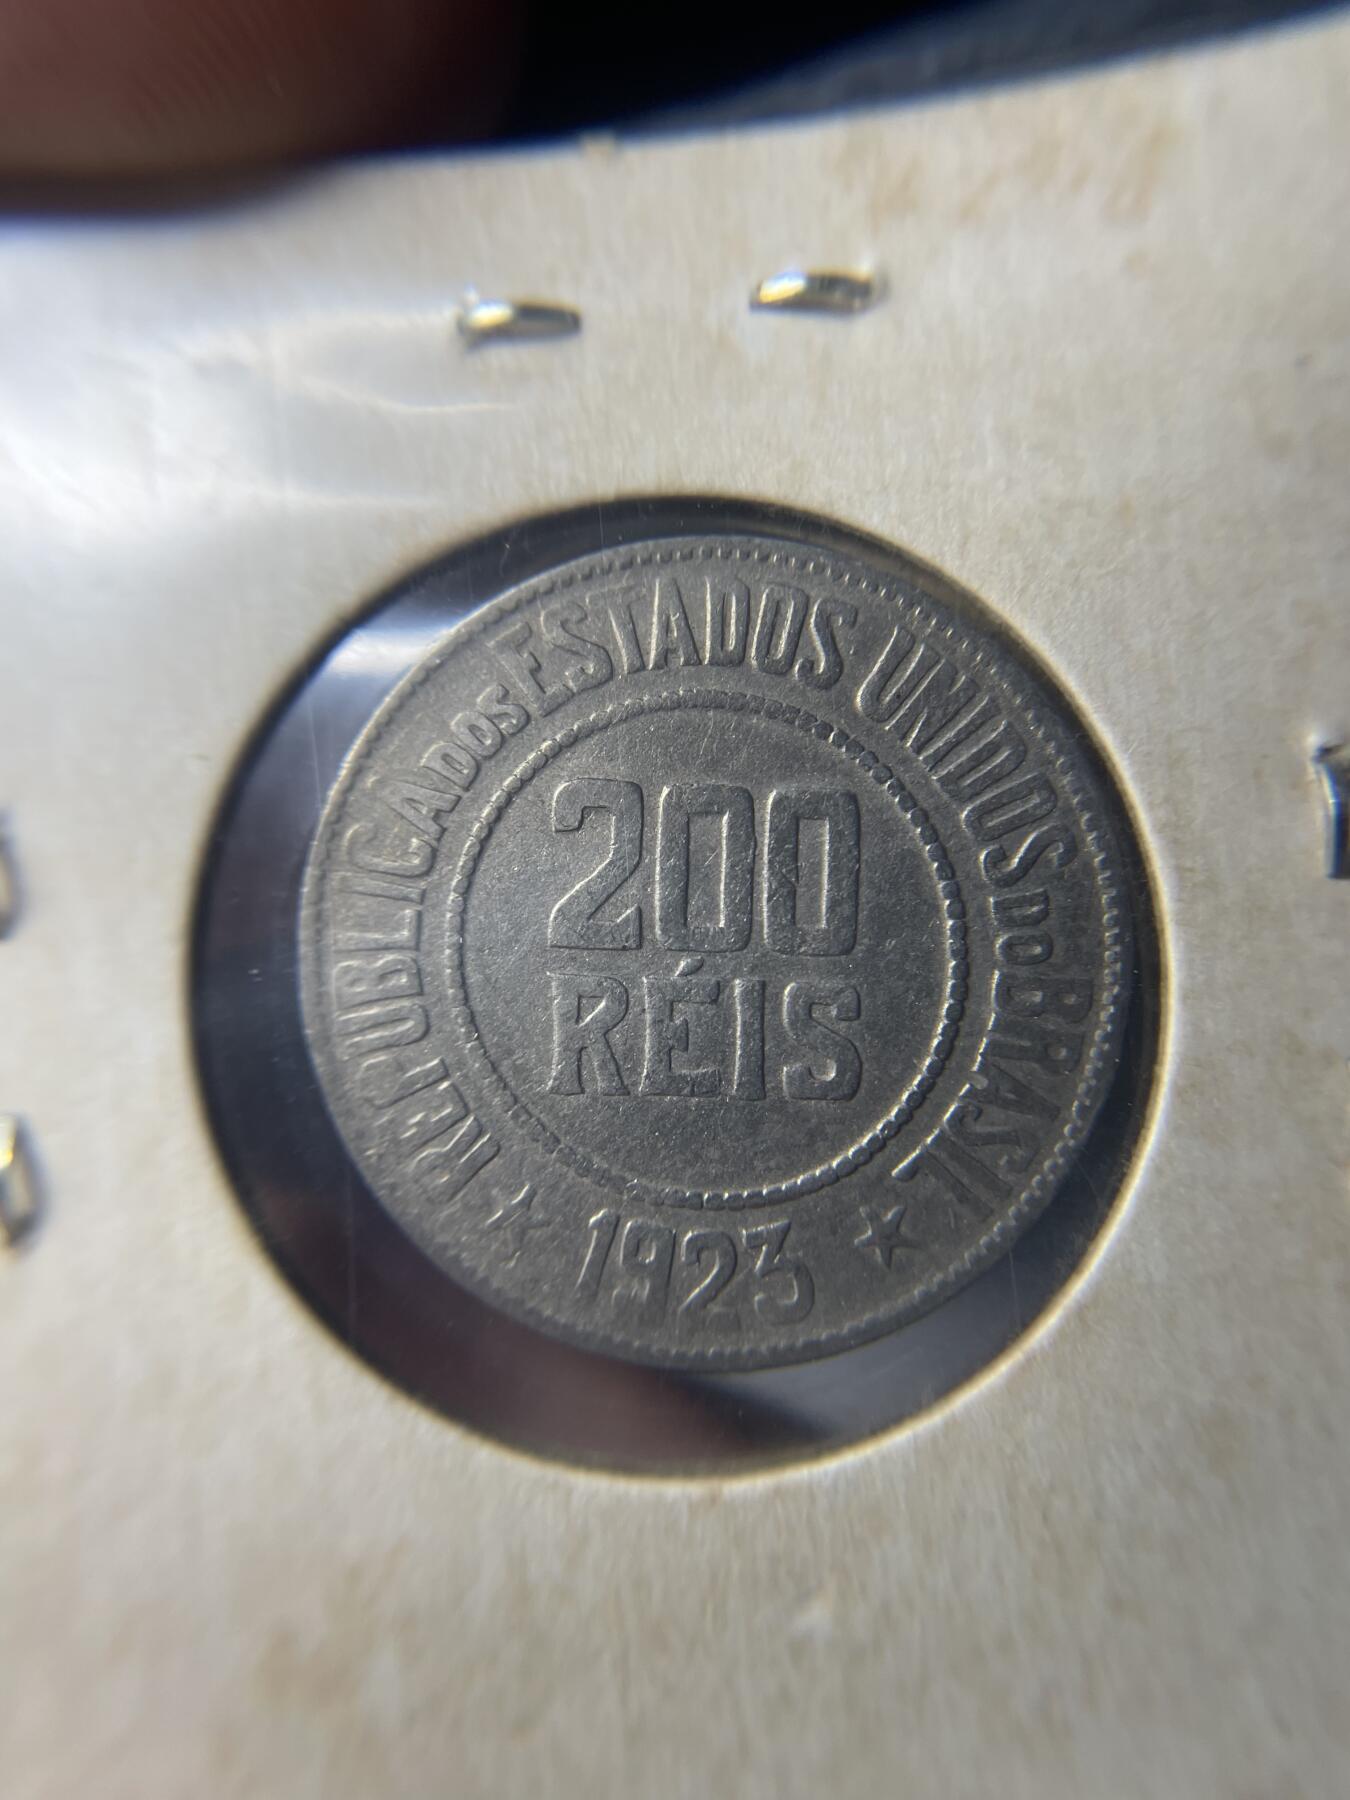 REPUBLICA DOS ESTADOS UNIDOS DO BRASIL
200
RÉIS
★ 1923 ★